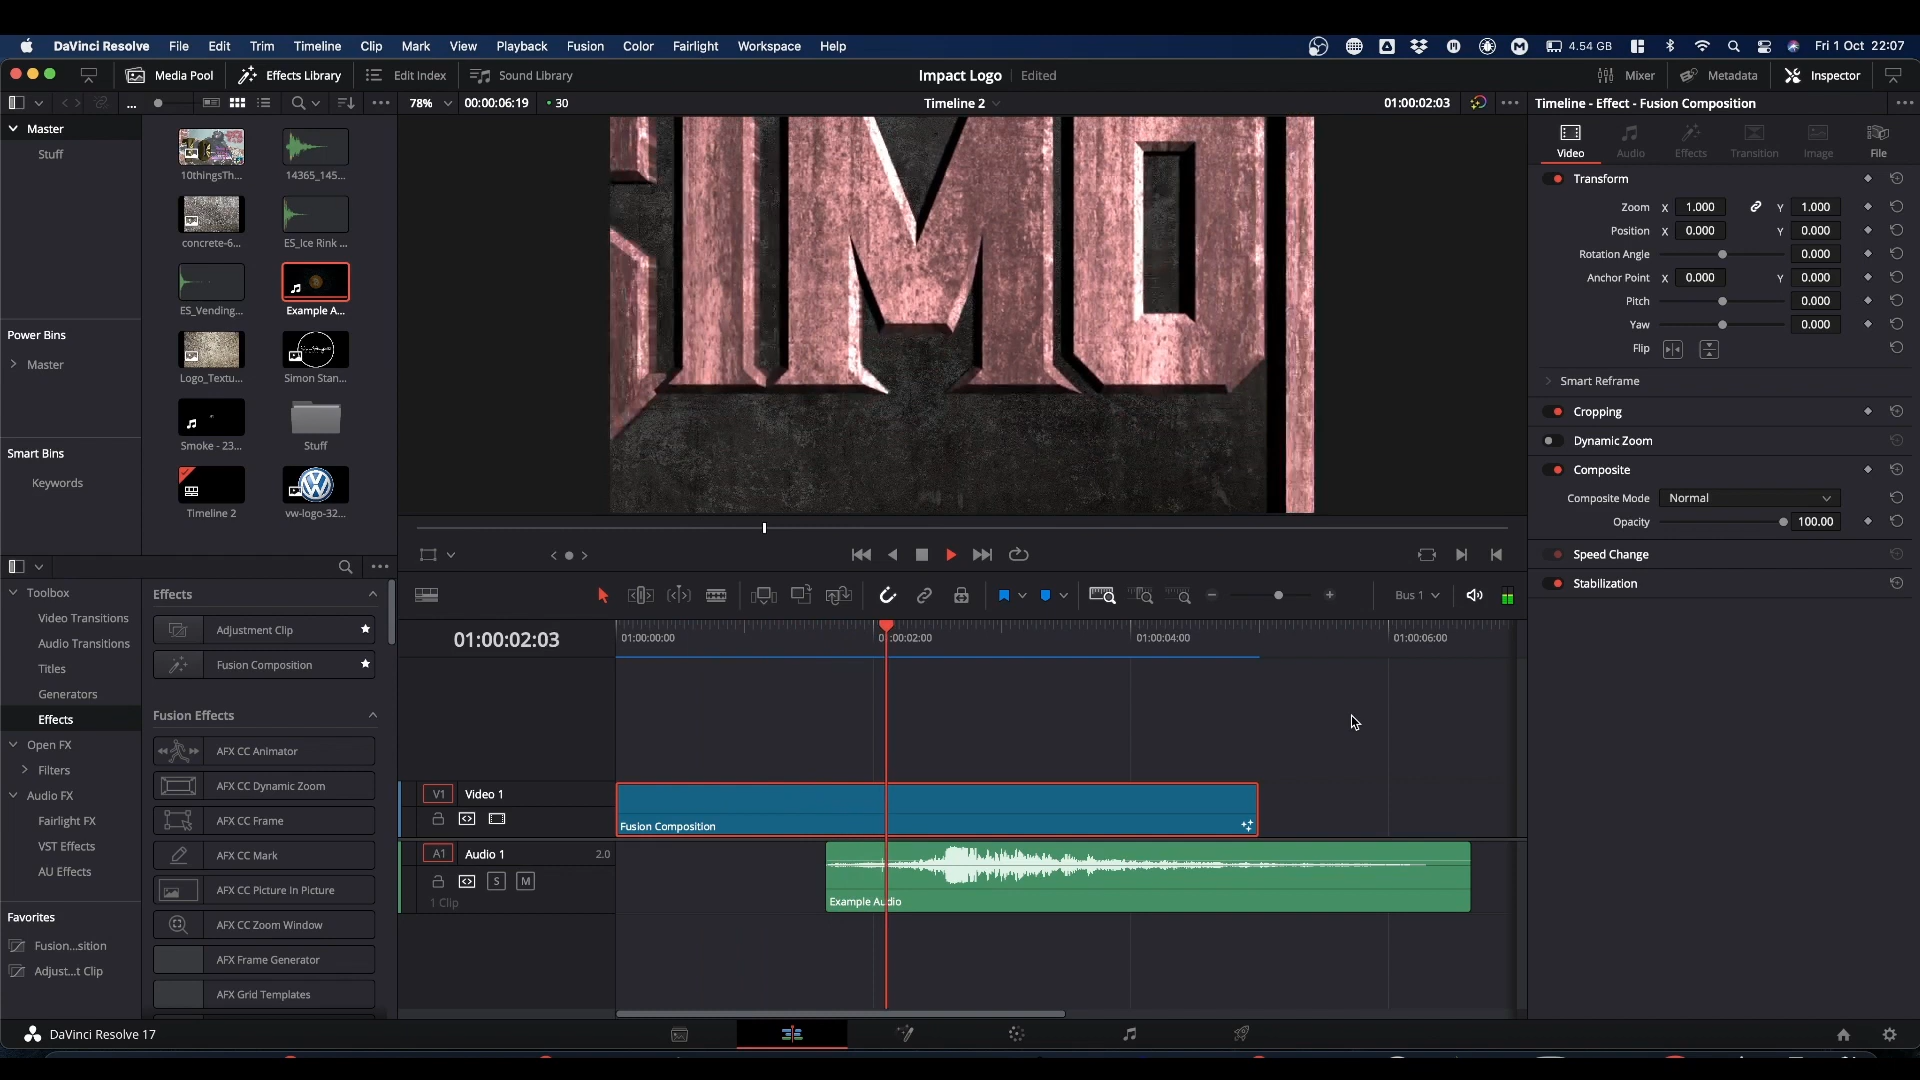 DaVinci Resolve File Edit Trim Timeline Clip Mark View Playback Fusion Color Fairlight Workspace Help 4.54 GB Fri 1 Oct 22:07
Media Pool Effects Library Edit Index Sound Library Impact Logo Edited Mixer Metadata Inspector
... 78% 00:00:06:19 30 Timeline 2 01:00:02:03 Timeline - Effect - Fusion Composition
Master
Stuff
Power Bins
Master
Smart Bins
Keywords
10thingsTh...
14365_145...
concrete-6...
ES_Ice Rink ...
ES_Vending...
Example A...
Logo_Textu...
Simon Stan...
Smoke - 23...
Stuff
Timeline 2
vw-logo-32...
IMO
Video Audio Effects Transition Image File
Transform
Zoom X 1.000 Y 1.000
Position X 0.000 Y 0.000
Rotation Angle 0.000
Anchor Point X 0.000 Y 0.000
Pitch 0.000
Yaw 0.000
Flip
Smart Reframe
Cropping
Dynamic Zoom
Composite
Composite Mode Normal
Opacity 100.00
Speed Change
Stabilization
Toolbox
Video Transitions
Audio Transitions
Titles
Generators
Effects
Open FX
Filters
Audio FX
Fairlight FX
VST Effects
AU Effects
Favorites
Fusion...sition
Adjust...t Clip
Effects
Adjustment Clip
Fusion Composition
Fusion Effects
AFX CC Animator
AFX CC Dynamic Zoom
AFX CC Frame
AFX CC Mark
AFX CC Picture In Picture
AFX CC Zoom Window
AFX Frame Generator
AFX Grid Templates
Bus 1
01:00:02:03 01:00:00:00 01:00:02:00 01:00:04:00 01:00:06:00
V1 Video 1
Fusion Composition
A1 Audio 1 2.0
S M
1 Clip
Example Audio
DaVinci Resolve 17